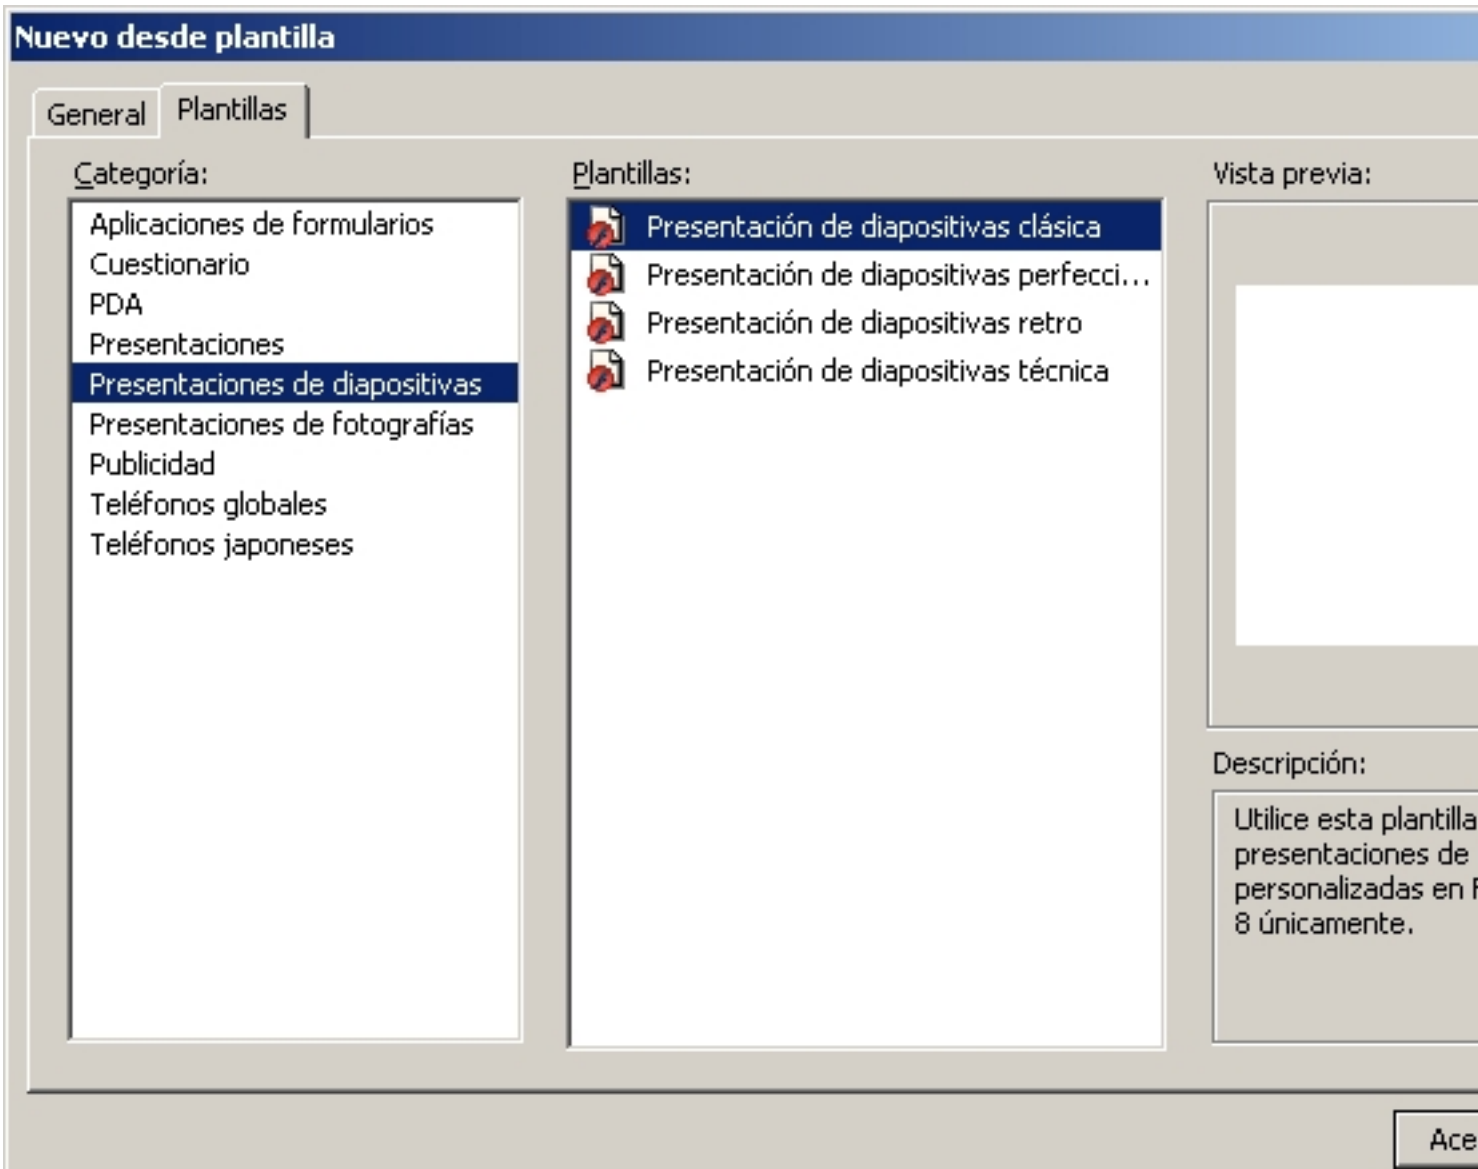 Nuevo desde plantilla
General
Plantillas
Categoría:
Aplicaciones de formularios
Cuestionario
PDA
Presentaciones
Presentaciones de diapositivas
Presentaciones de fotografías
Publicidad
Teléfonos globales
Teléfonos japoneses
Plantillas:
Presentación de diapositivas clásica
Presentación de diapositivas perfecci...
Presentación de diapositivas retro
Presentación de diapositivas técnica
Vista previa:
Descripción:
Utilice esta plantilla
presentaciones de
personalizadas en
8 únicamente.